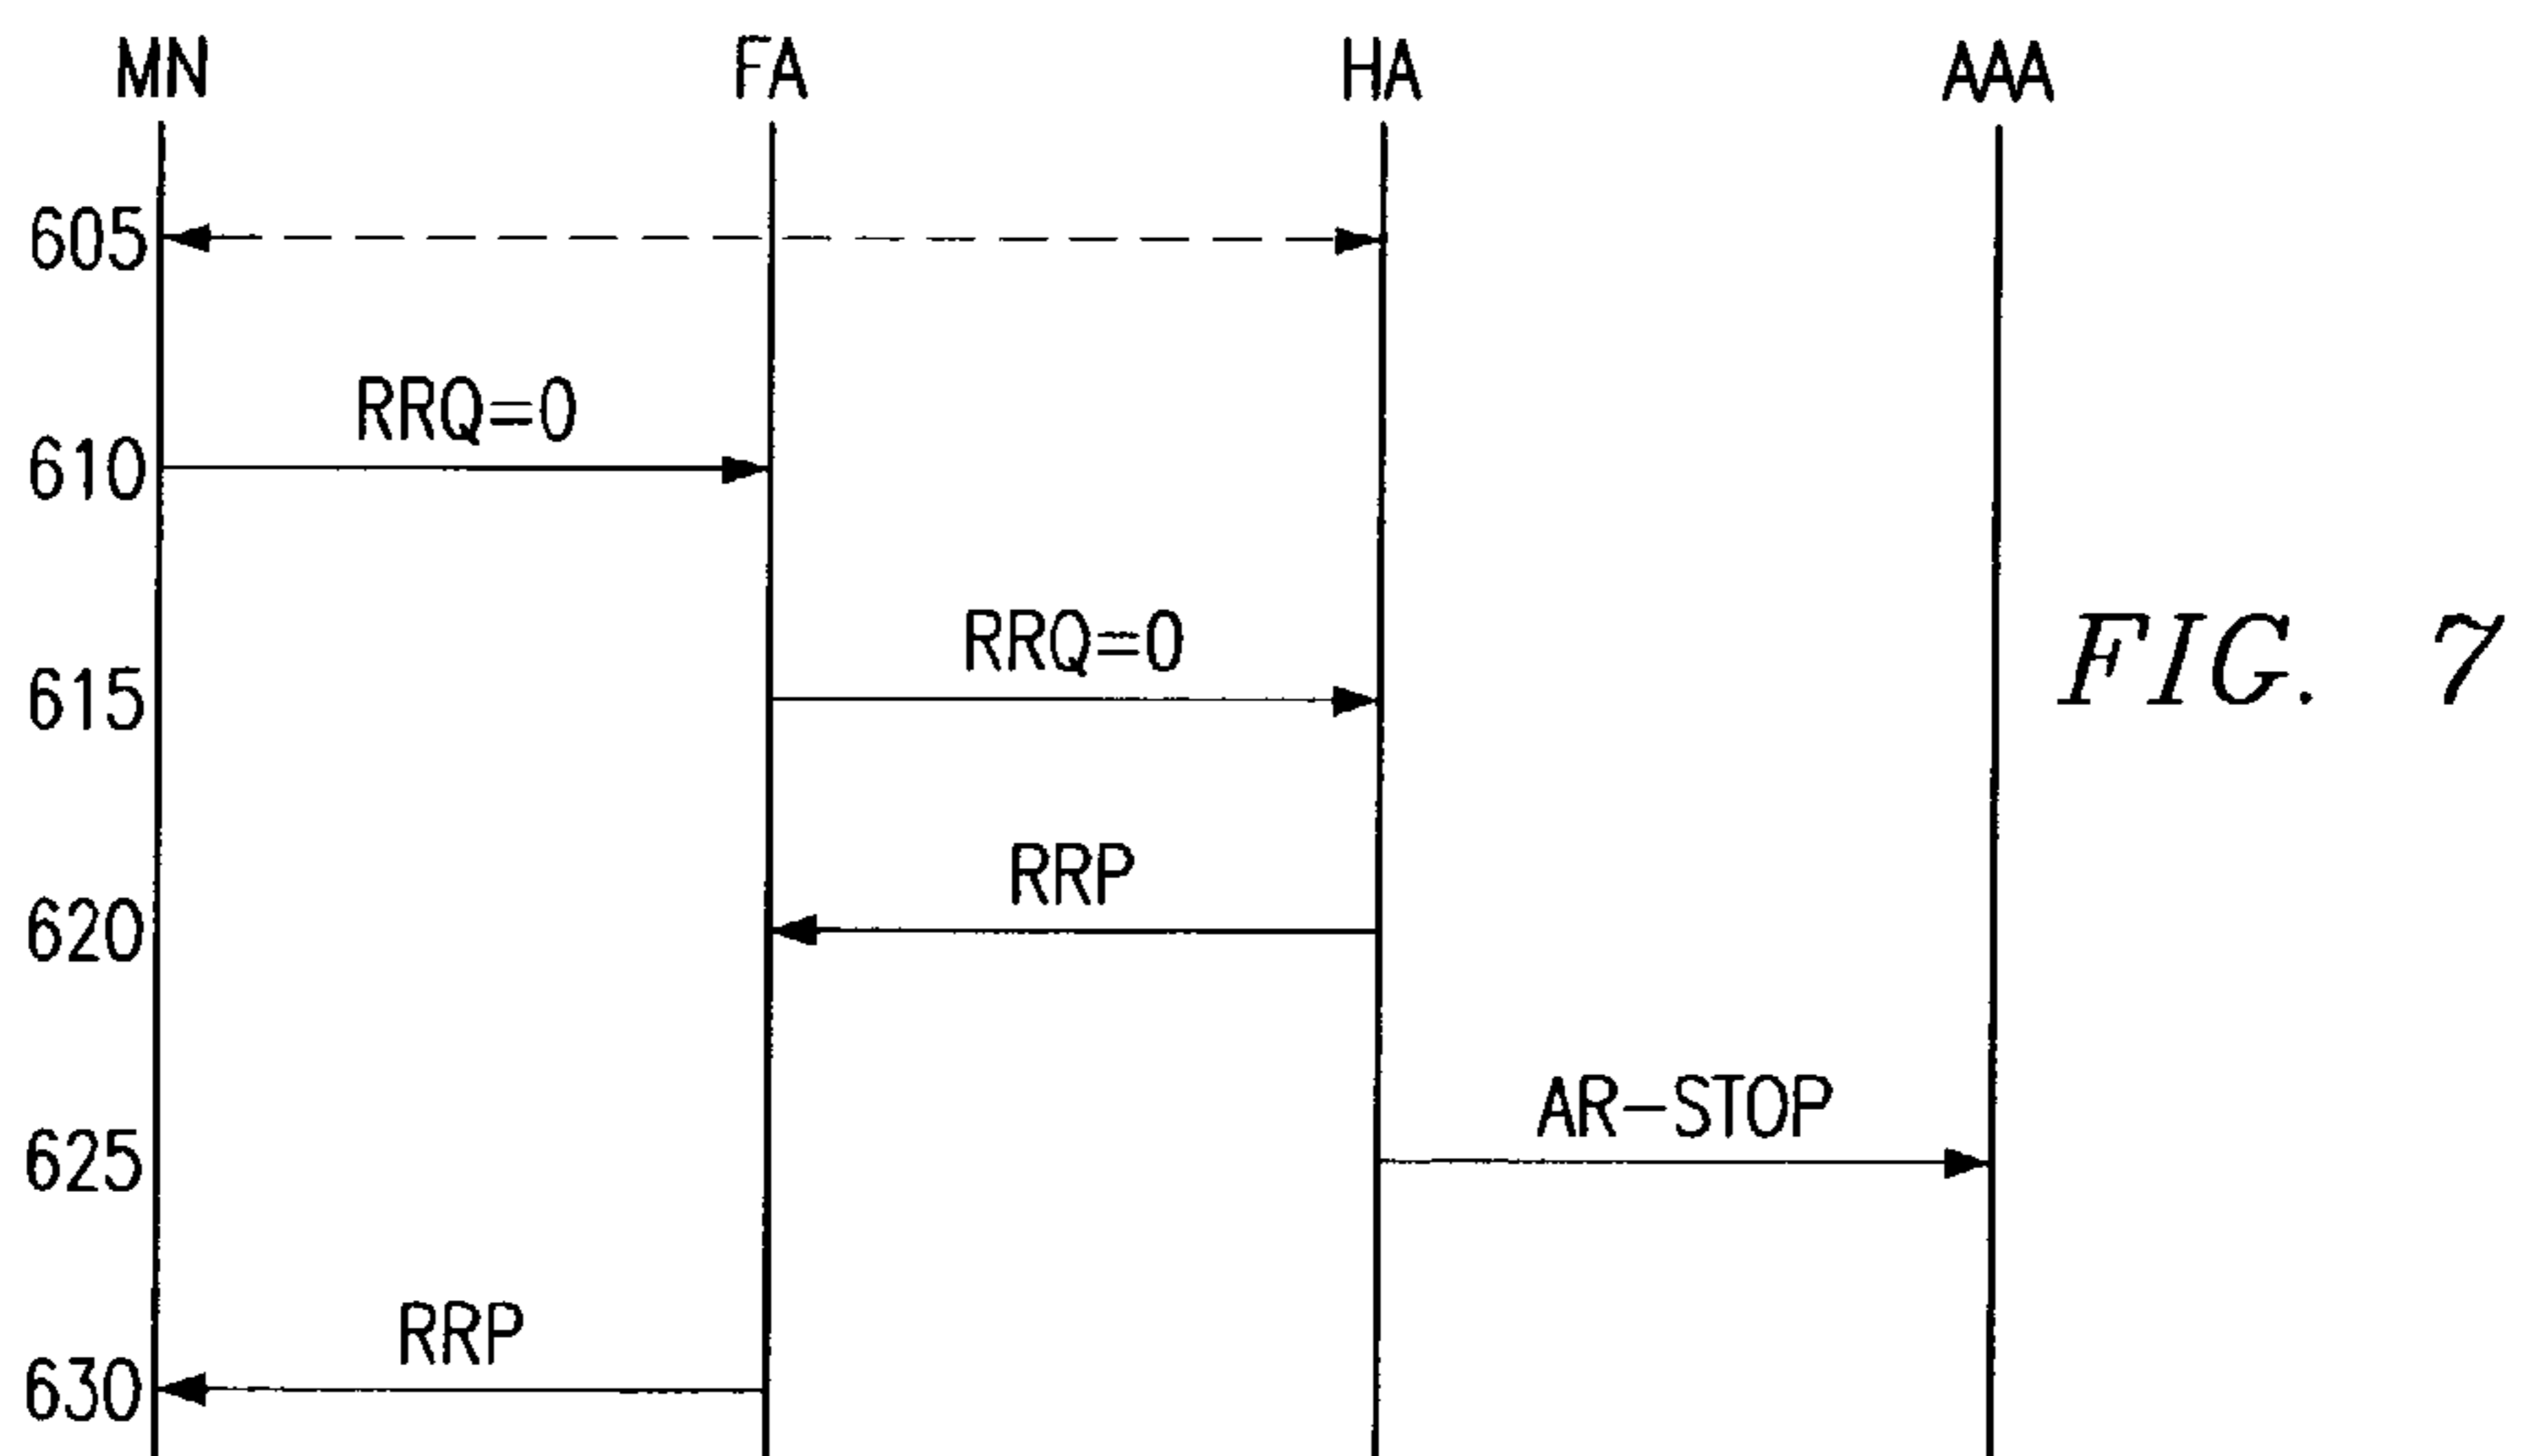 MN FA HA AAA
605
RRQ=0
610
RRQ=0
615
FIG. 7
RRP
620
AR-STOP
625
RRP
630